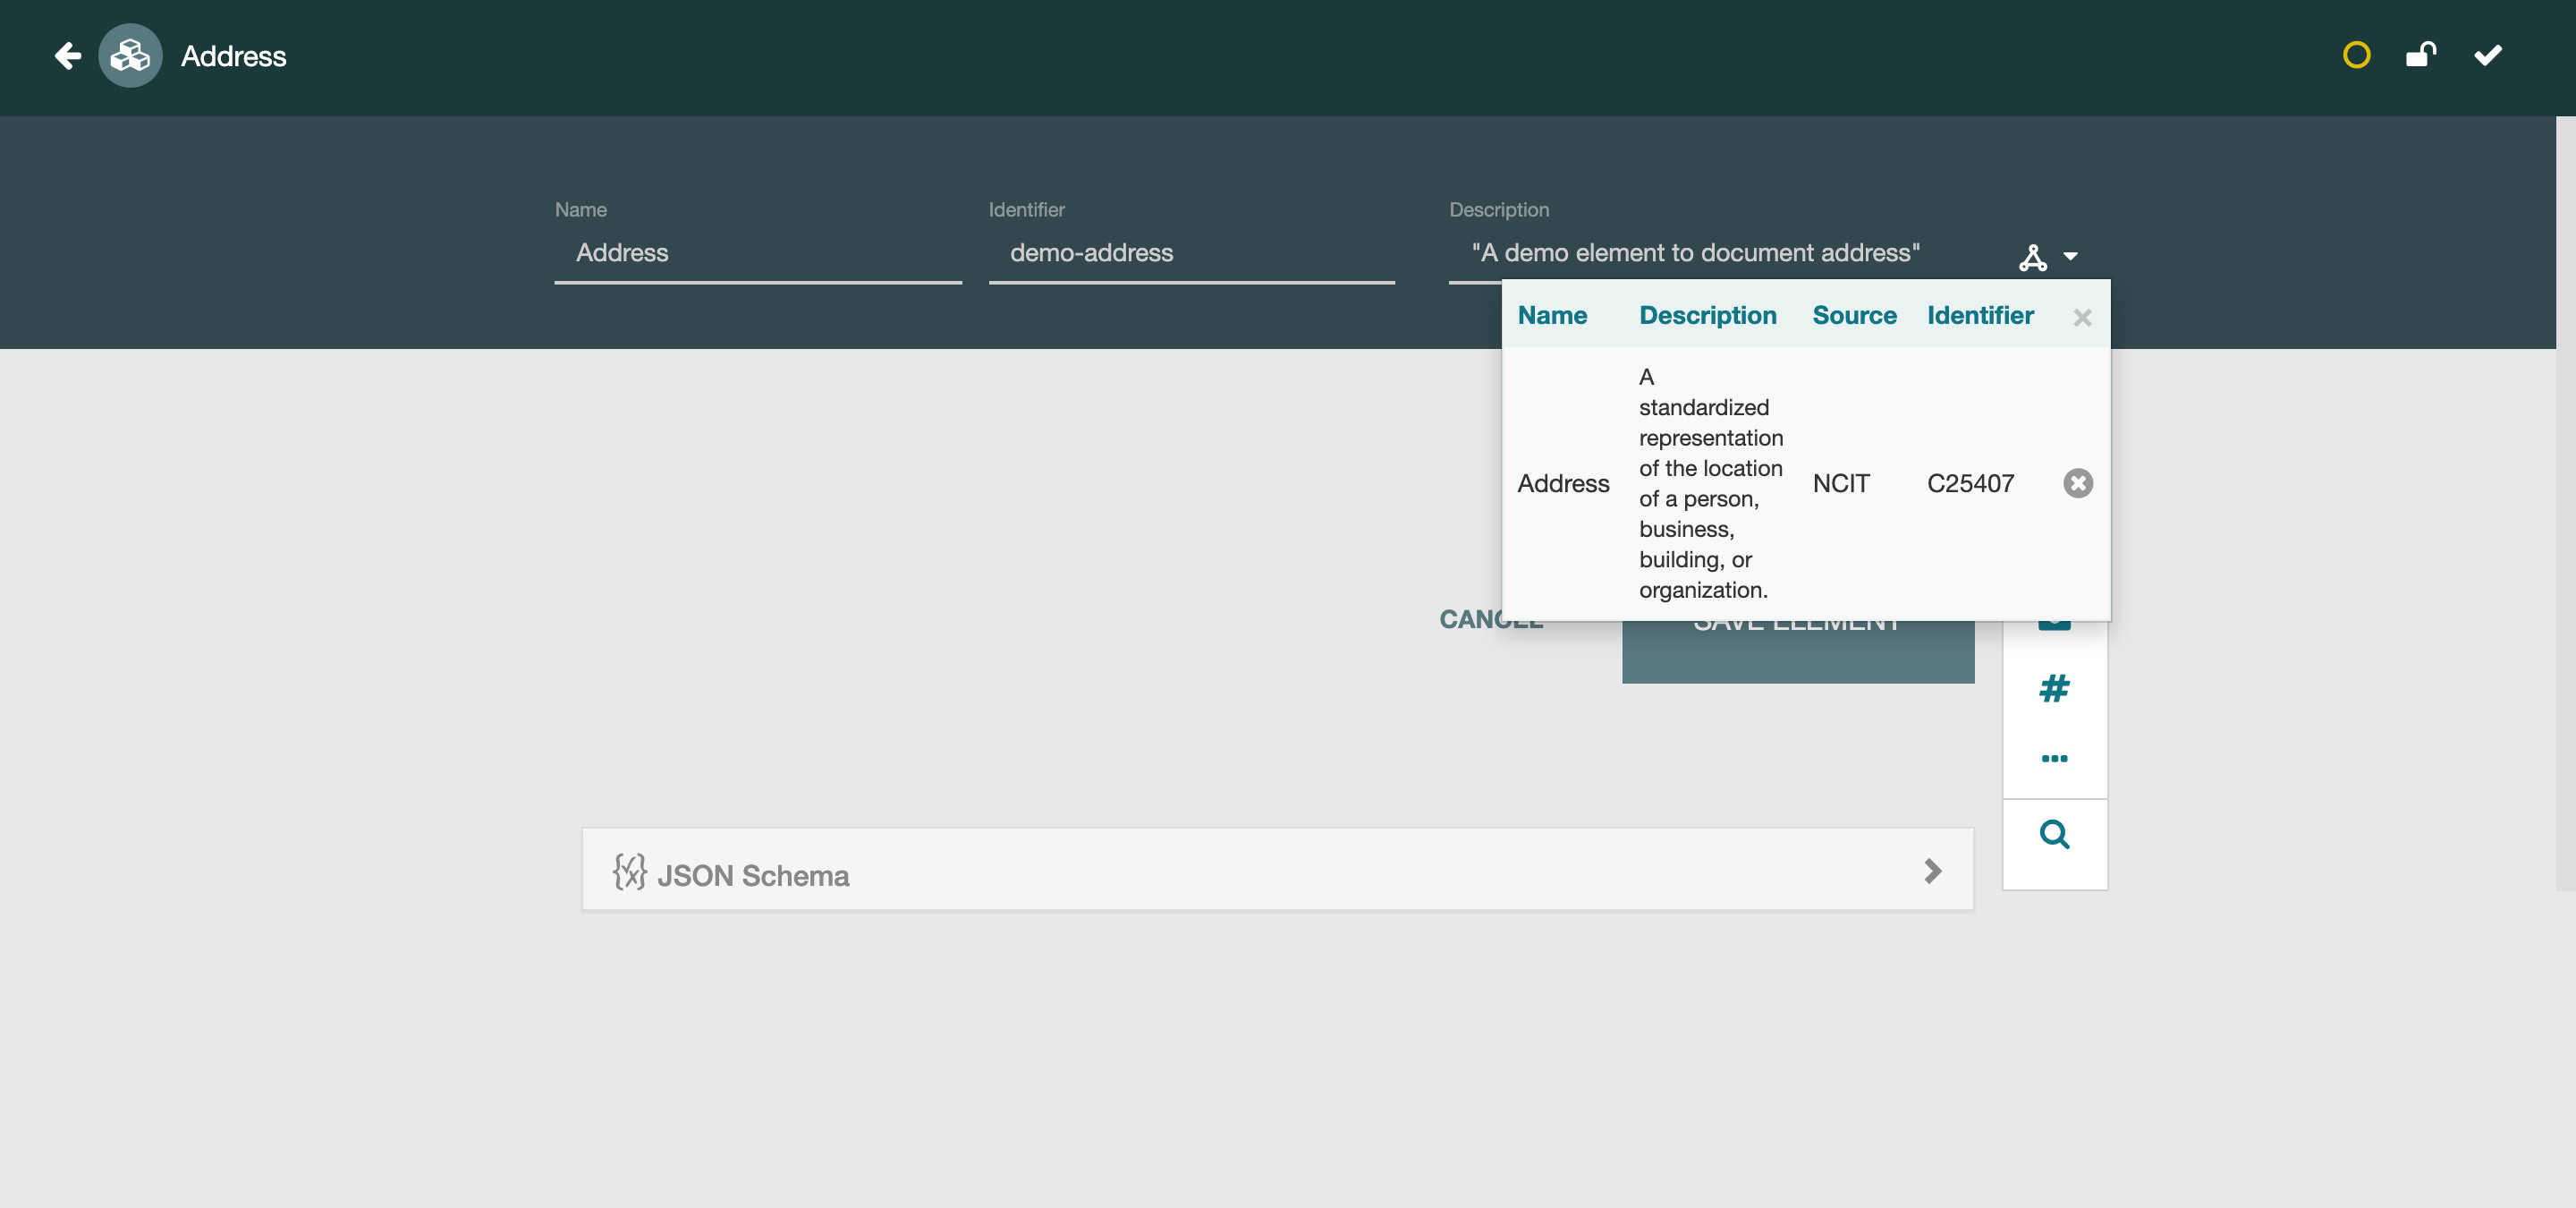 Address
Name Identifier Description
Address demo-address "A demo element to document address"
Name Description Source Identifier
A
standardized
representation
of the location
Address of a person, NCIT C25407
business,
building, or
organization.
CANCEL SAVE ELEMENT
#
JSON Schema